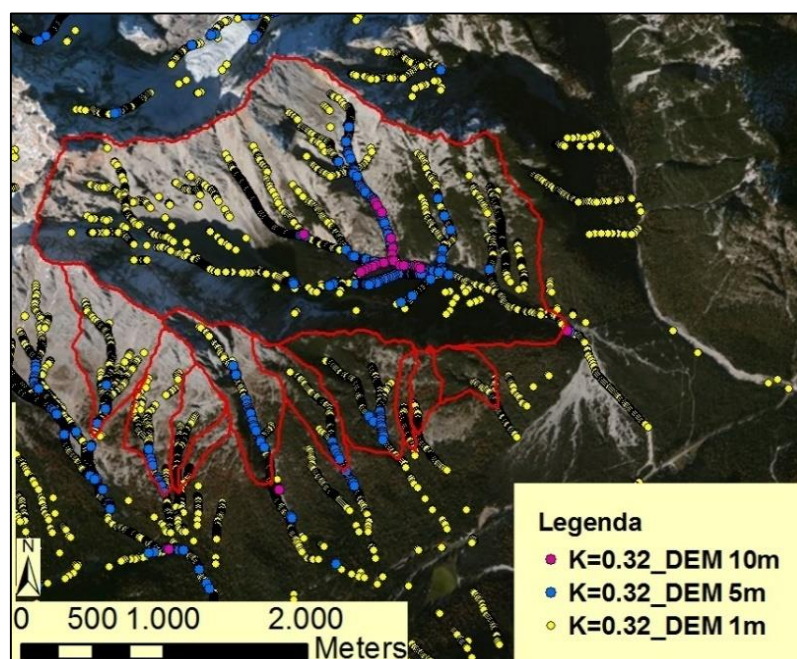 Legenda
K=0.32_DEM 10m
K=0.32_DEM 5m
K=0.32_DEM 1m
N
0 500 1.000 2.000
Meters